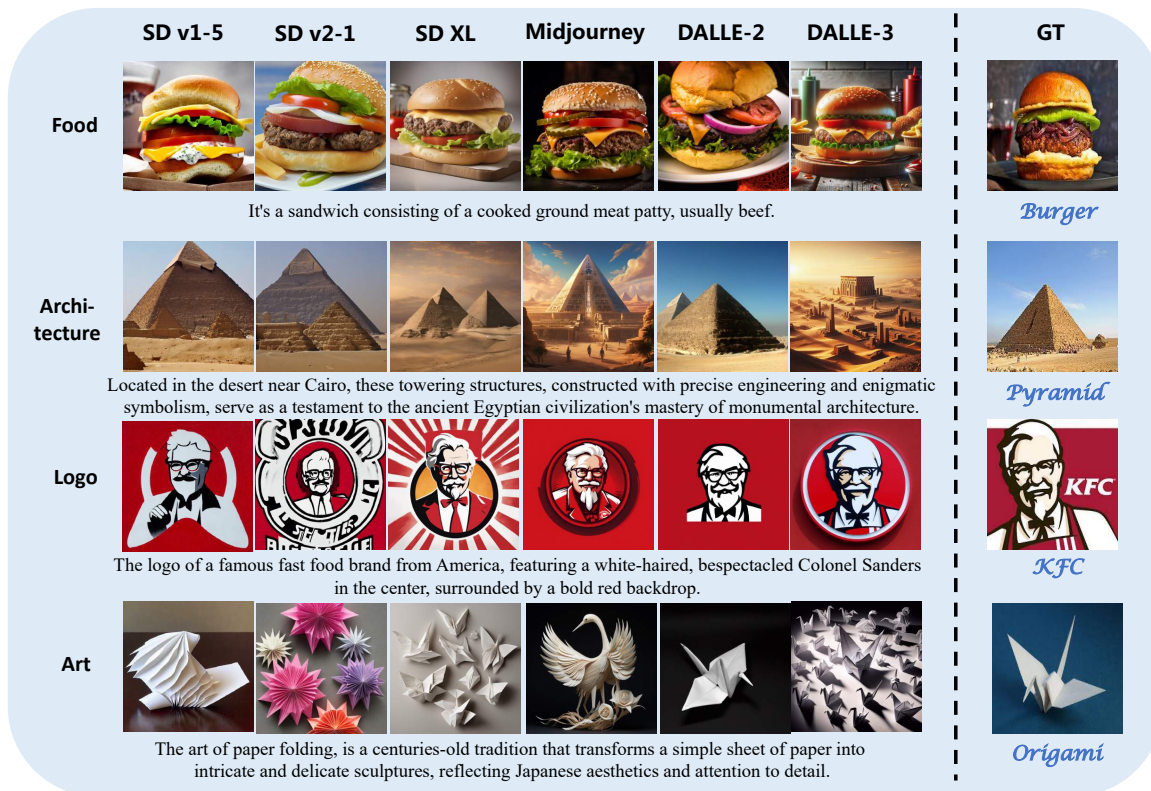 SD v1-5 SD v2-1 SD XL Midjourney DALLE-2 DALLE-3 GT
Food
It's a sandwich consisting of a cooked ground meat patty, usually beef.
Burger
Archi-
tecture
Located in the desert near Cairo, these towering structures, constructed with precise engineering and enigmatic
symbolism, serve as a testament to the ancient Egyptian civilization's mastery of monumental architecture.
Pyramid
Logo
KFC
The logo of a famous fast food brand from America, featuring a white-haired, bespectacled Colonel Sanders
in the center, surrounded by a bold red backdrop.
KFC
Art
The art of paper folding, is a centuries-old tradition that transforms a simple sheet of paper into
intricate and delicate sculptures, reflecting Japanese aesthetics and attention to detail.
Origami